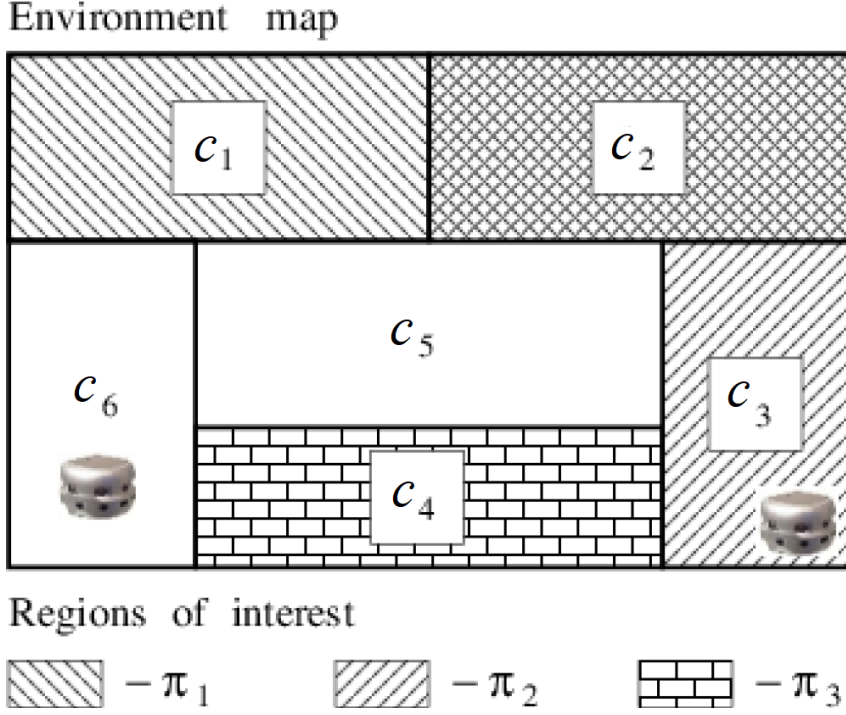 Environment map
c1 c2
c5
c6 c3
c4
Regions of interest
– π1 – π2 – π3